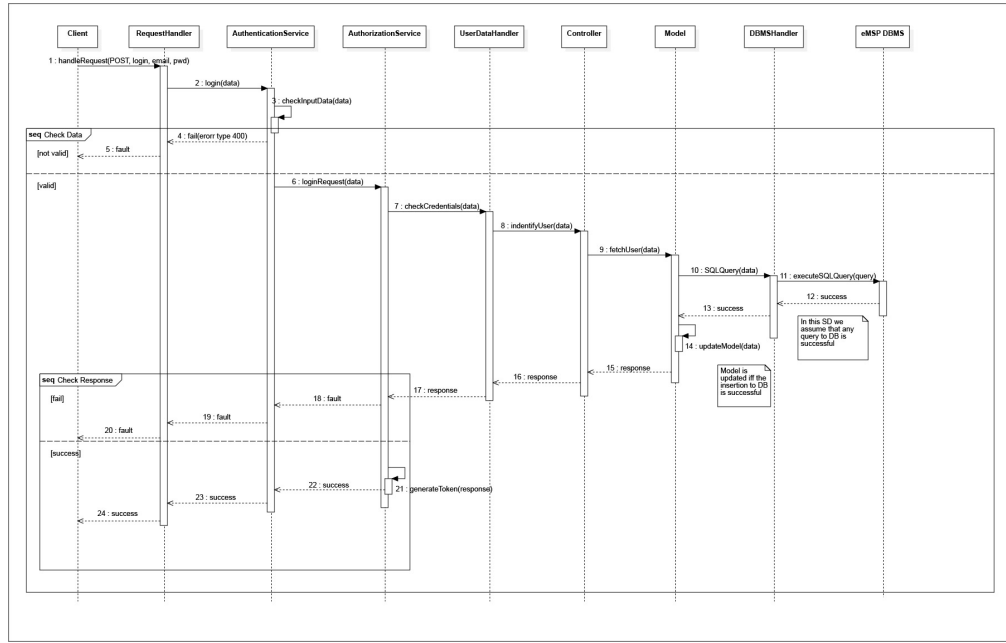 Client
RequestHandler
AuthenticationService
AuthorizationService
UserDataHandler
Controller
Model
DBMSHandler
eMSP DBMS
1 : handleRequest(POST, login, email, pwd)
2 : login(data)
3 : checkInputData(data)
seq Check Data
4 : fail(erorr type 400)
[not valid]
5 : fault
[valid]
6 : loginRequest(data)
7 : checkCredentials(data)
8 : indentifyUser(data)
9 : fetchUser(data)
10 : SQLQuery(data)
11 : executeSQLQuery(query)
12 : success
13 : success
In this SD we
assume that any
query to DB is
successful
14 : updateModel(data)
15 : response
Model is
updated iff the
insertion to DB
is successful
16 : response
seq Check Response
17 : response
[fail]
18 : fault
19 : fault
20 : fault
[success]
21 : generateToken(response)
22 : success
23 : success
24 : success